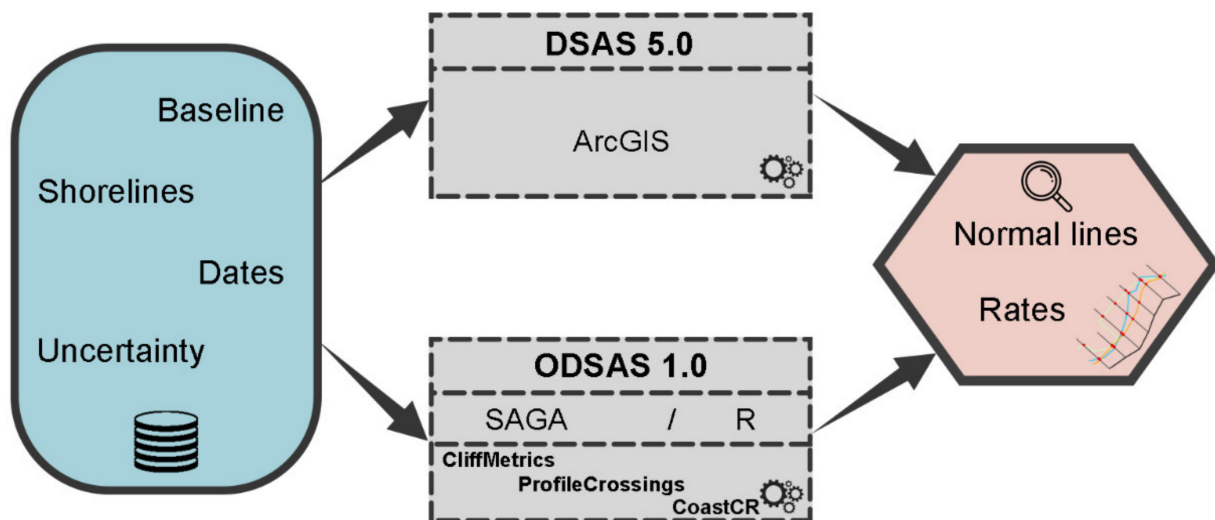 Baseline
Shorelines
Dates
Uncertainty
DSAS 5.0
ArcGIS
ODSAS 1.0
SAGA / R
CliffMetrics
ProfileCrossings
CoastCR
Normal lines
Rates